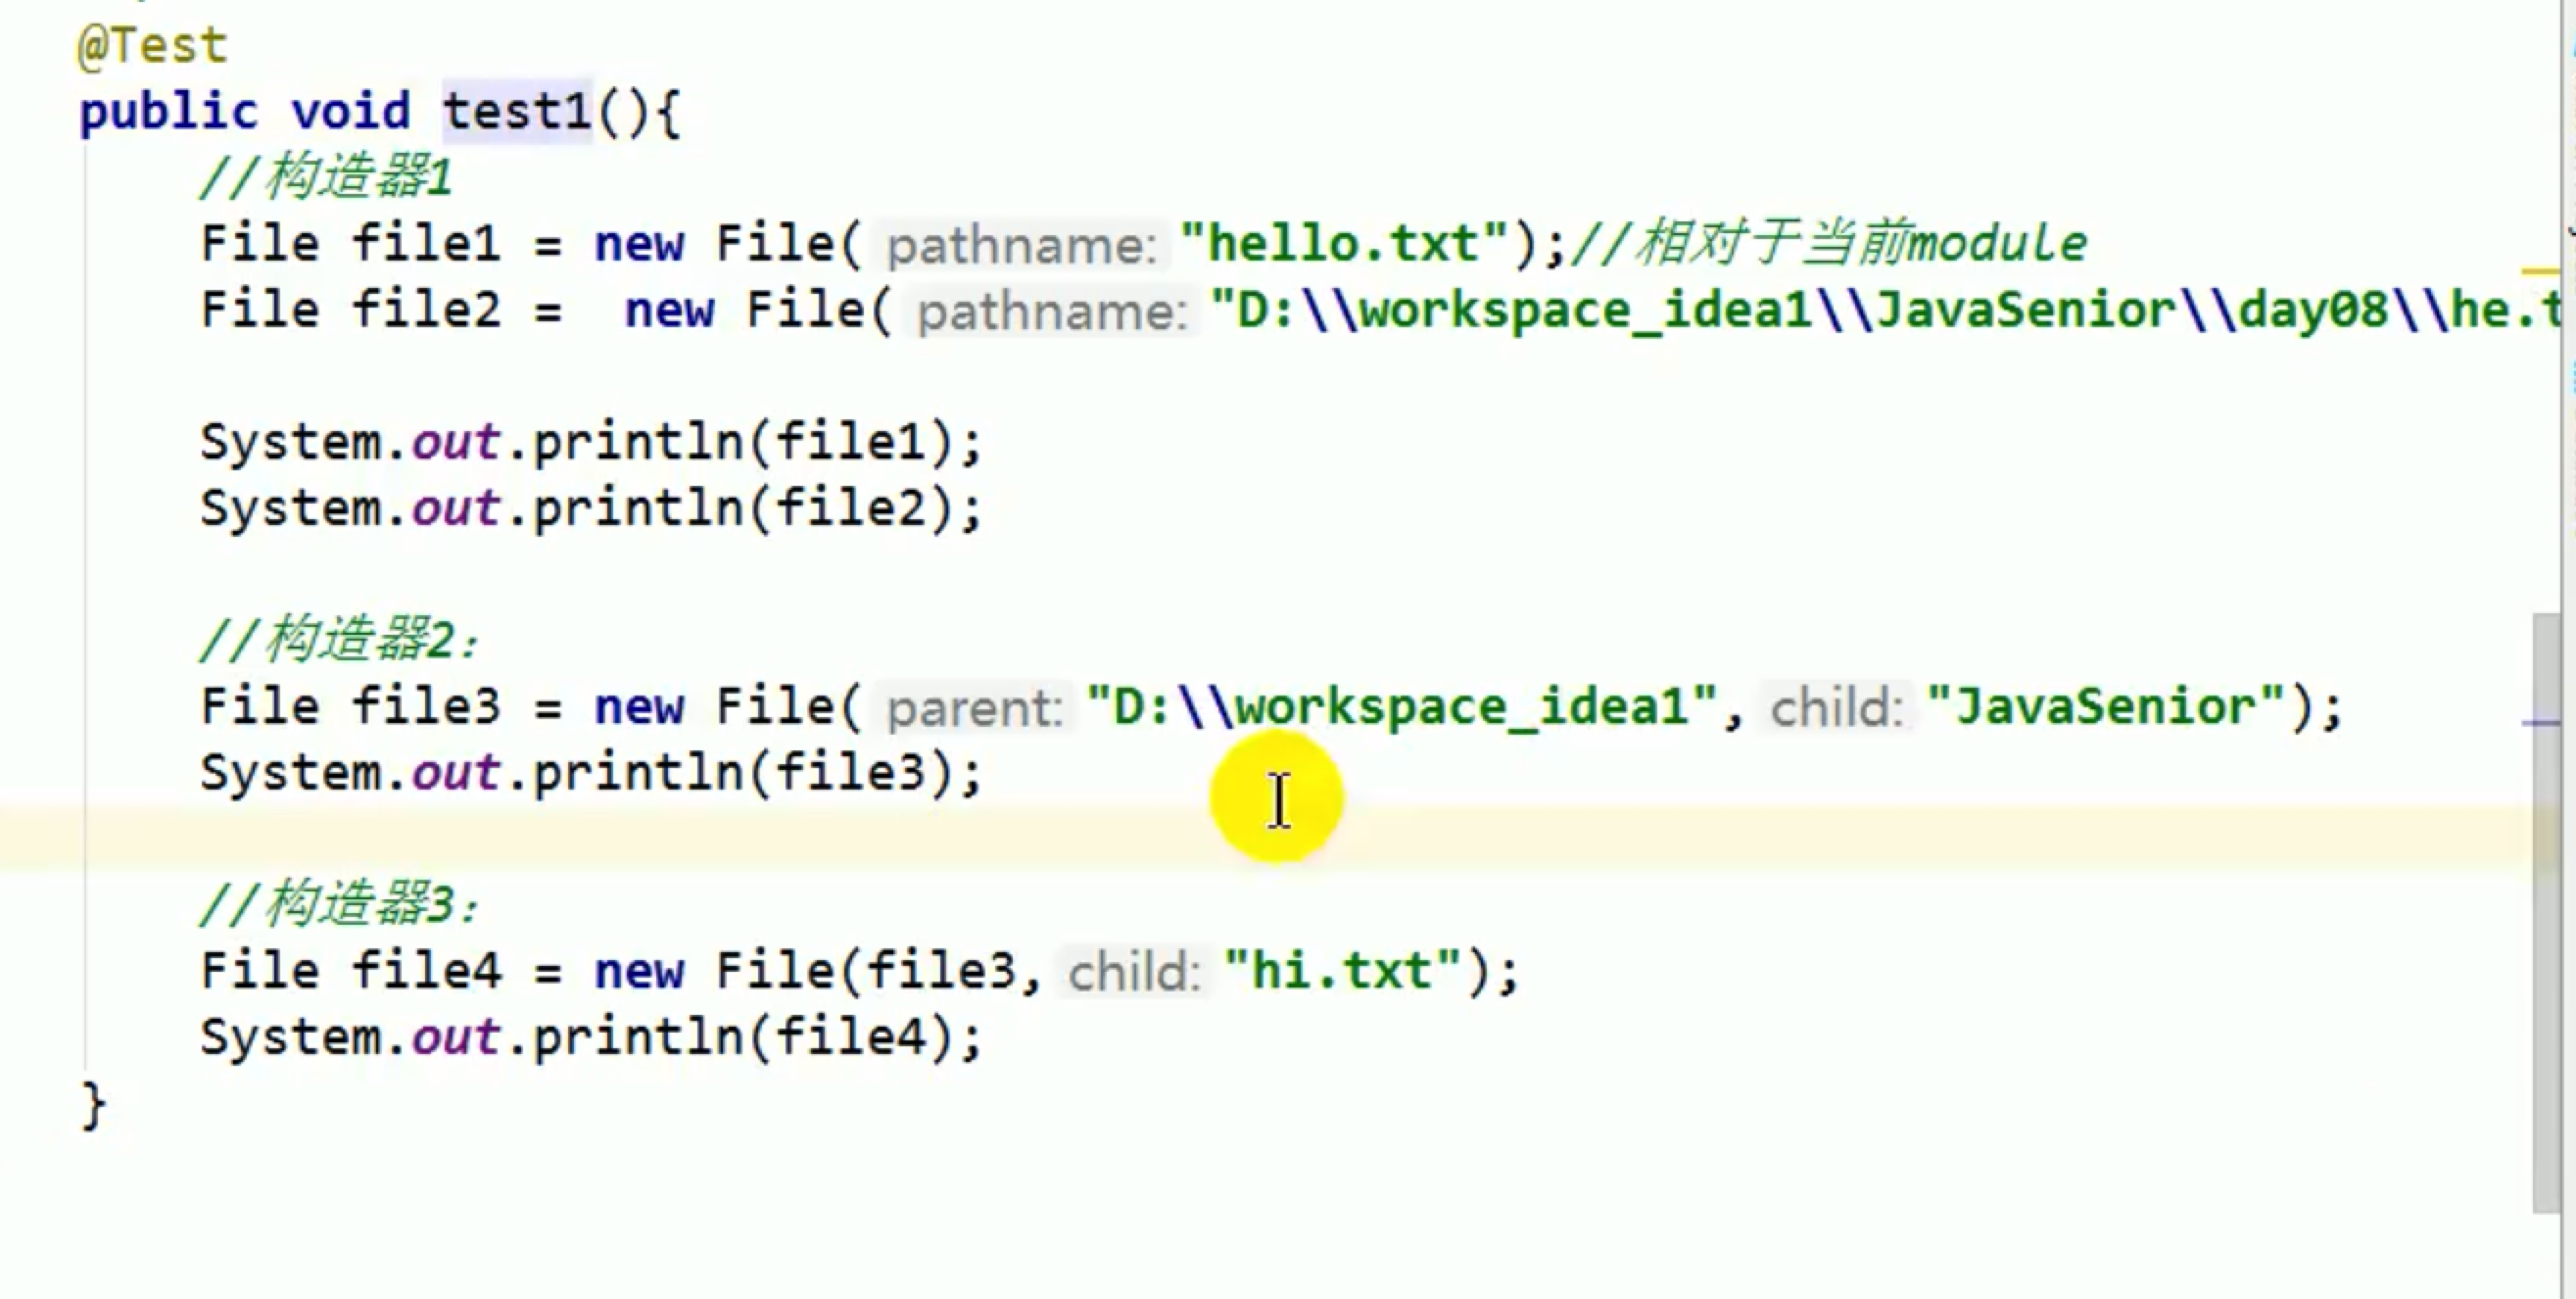 @Test
public void test1(){
//构造器1
File file1 = new File( pathname: "hello.txt");//相对于当前module
File file2 =  new File( pathname: "D:\\workspace_idea1\\JavaSenior\\day08\\he.t
System.out.println(file1);
System.out.println(file2);
//构造器2：
File file3 = new File( parent: "D:\\workspace_idea1", child: "JavaSenior");
System.out.println(file3);
//构造器3：
File file4 = new File(file3, child: "hi.txt");
System.out.println(file4);
}